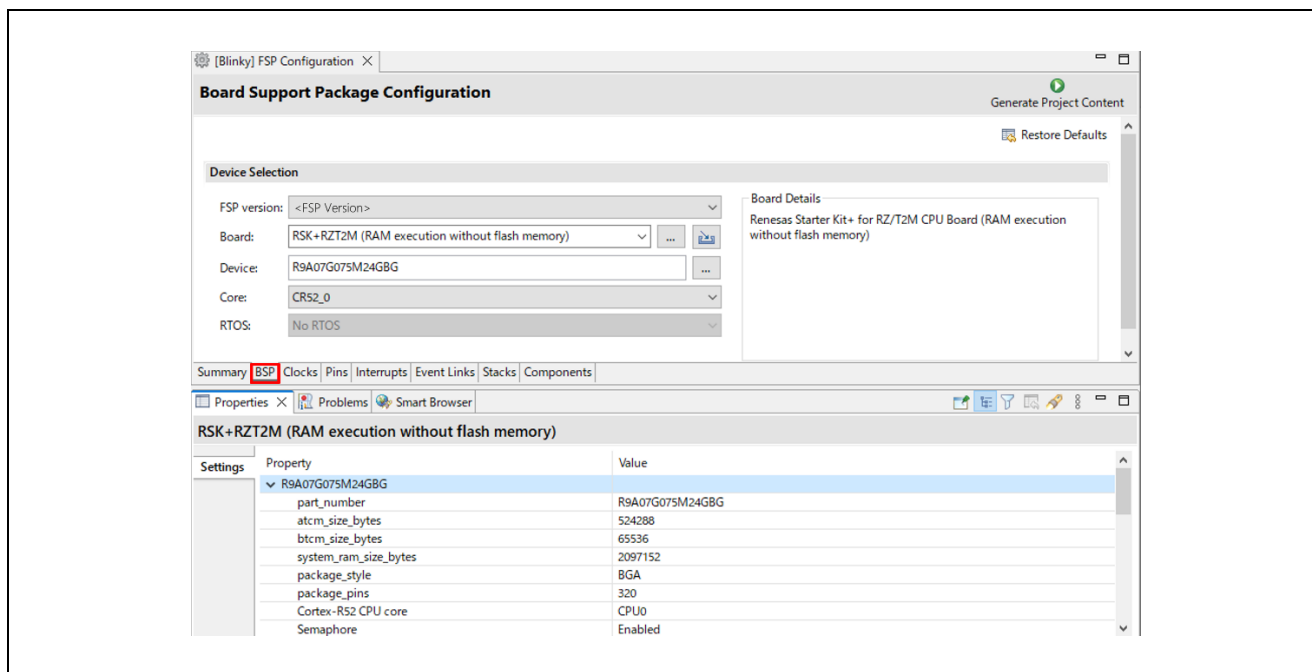 [Blinky] FSP Configuration
Board Support Package Configuration
Generate Project Content
Restore Defaults
Device Selection
FSP version: <FSP Version>
Board: RSK+RZT2M (RAM execution without flash memory) ...
Device: R9A07G075M24GBG ...
Core: CR52_0
RTOS: No RTOS
Board Details
Renesas Starter Kit+ for RZ/T2M CPU Board (RAM execution
without flash memory)
Summary BSP Clocks Pins Interrupts Event Links Stacks Components
Properties Problems Smart Browser
RSK+RZT2M (RAM execution without flash memory)
Settings
Property Value
R9A07G075M24GBG
part_number R9A07G075M24GBG
atcm_size_bytes 524288
btcm_size_bytes 65536
system_ram_size_bytes 2097152
package_style BGA
package_pins 320
Cortex-R52 CPU core CPU0
Semaphore Enabled